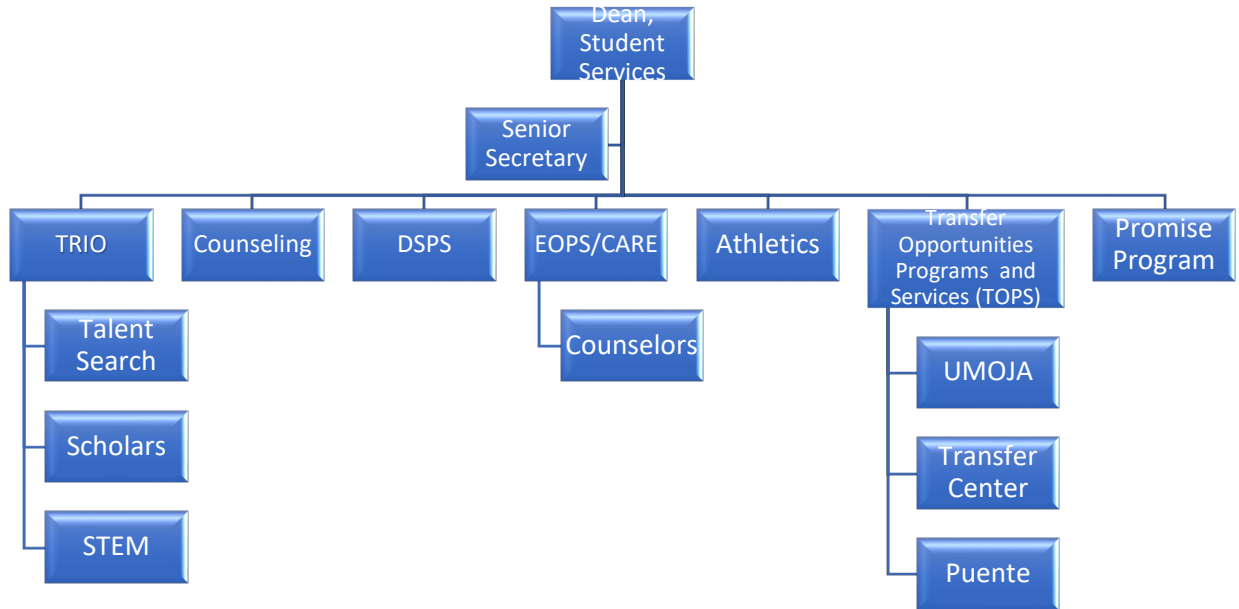 Dean,
Student
Services
Senior
Secretary
TRIO
Counseling
DSPS
EOPS/CARE
Athletics
Transfer
Opportunities
Programs and
Services (TOPS)
Promise
Program
Talent
Search
Counselors
UMOJA
Scholars
Transfer
Center
STEM
Puente